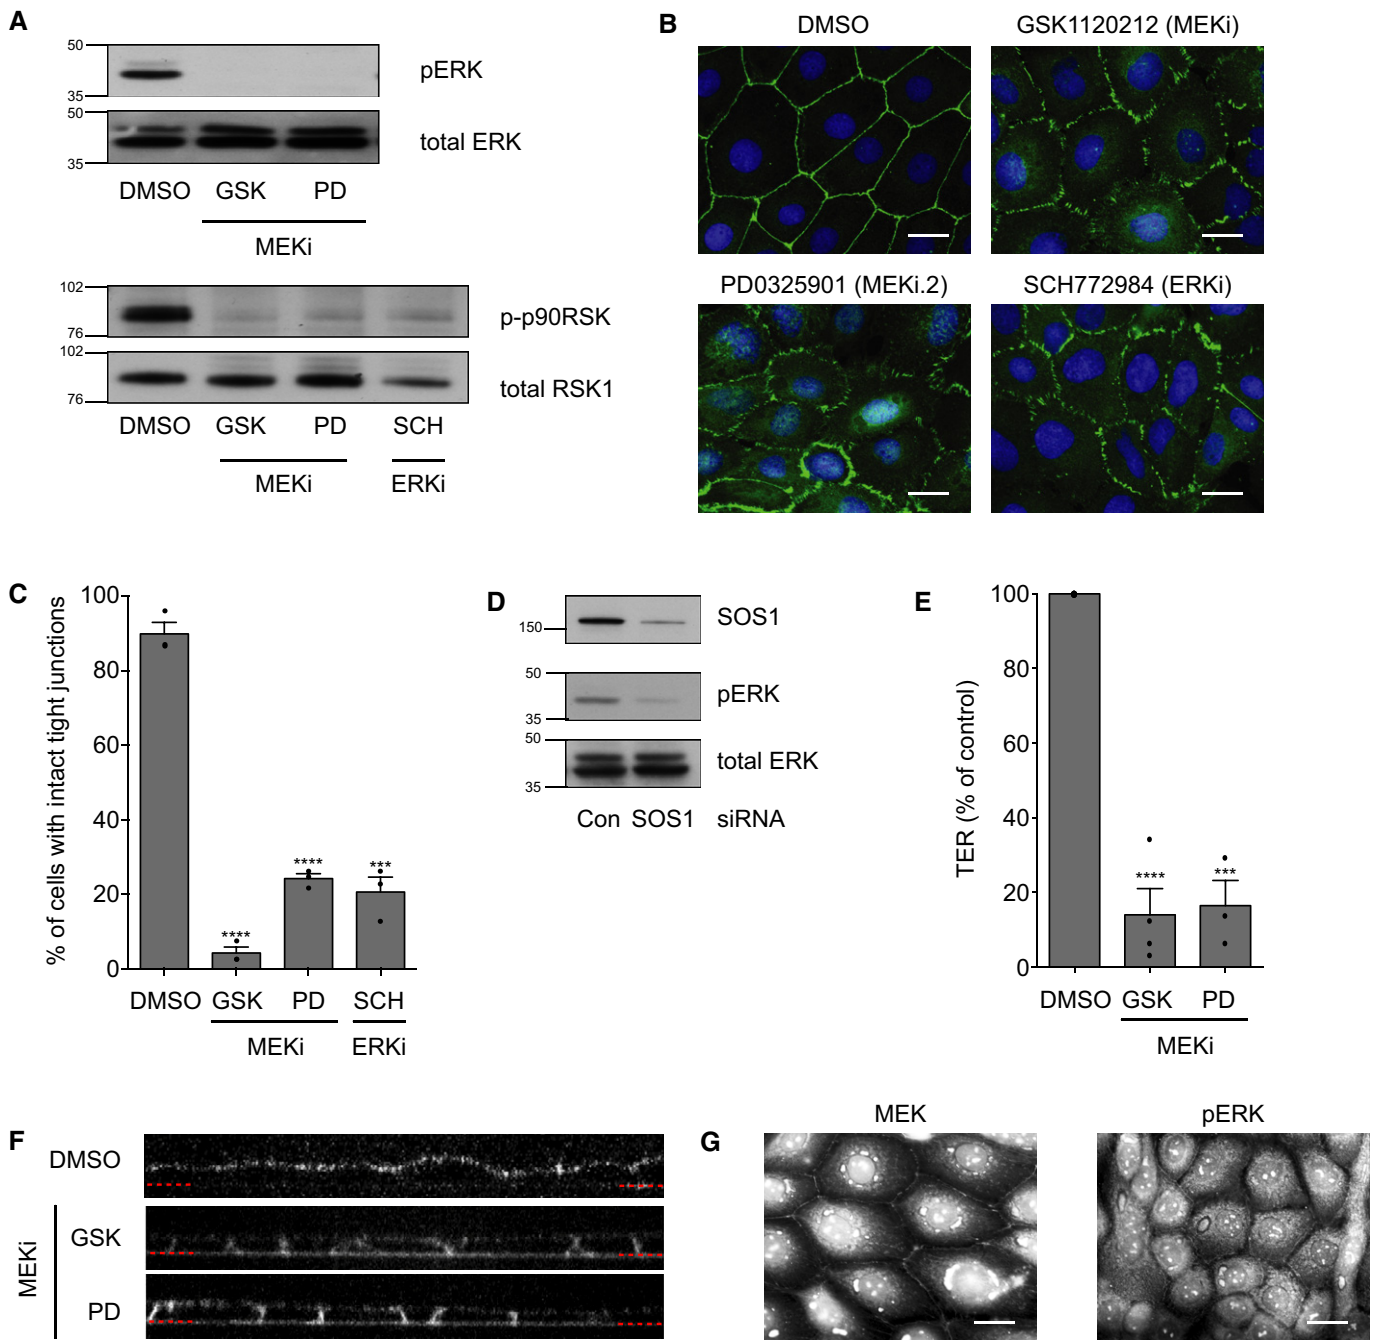 A
50
pERK
35
50
total ERK
35
DMSO GSK PD
MEKi
102
p-p90RSK
76
102
total RSK1
76
DMSO GSK PD SCH
MEKi ERKi
B
DMSO GSK1120212 (MEKi)
PD0325901 (MEKi.2) SCH772984 (ERKi)
C
% of cells with intact tight junctions
100
80
60
40
20
0
**** **** ***
DMSO GSK PD SCH
MEKi ERKi
D
150 SOS1
50
pERK
35
50
total ERK
35
Con SOS1 siRNA
E
TER (% of control)
100
80
60
40
20
0
**** ***
DMSO GSK PD
MEKi
F
DMSO
MEKi
GSK
PD
G
MEK pERK